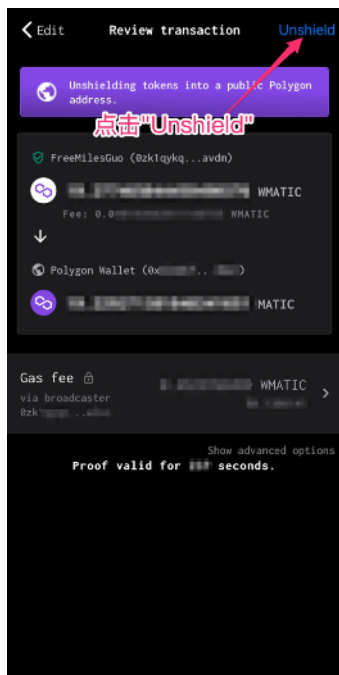 Edit Review transaction Unshield
Unshielding tokens into a public Polygon
address.
点击"Unshield"
FreeMilesGuo (0zk1qykq...avdn)
WMATIC
Fee: 0.0 WMATIC
Polygon Wallet (0x .. )
MATIC
Gas fee WMATIC
via broadcaster
0zk
Show advanced options
Proof valid for seconds.